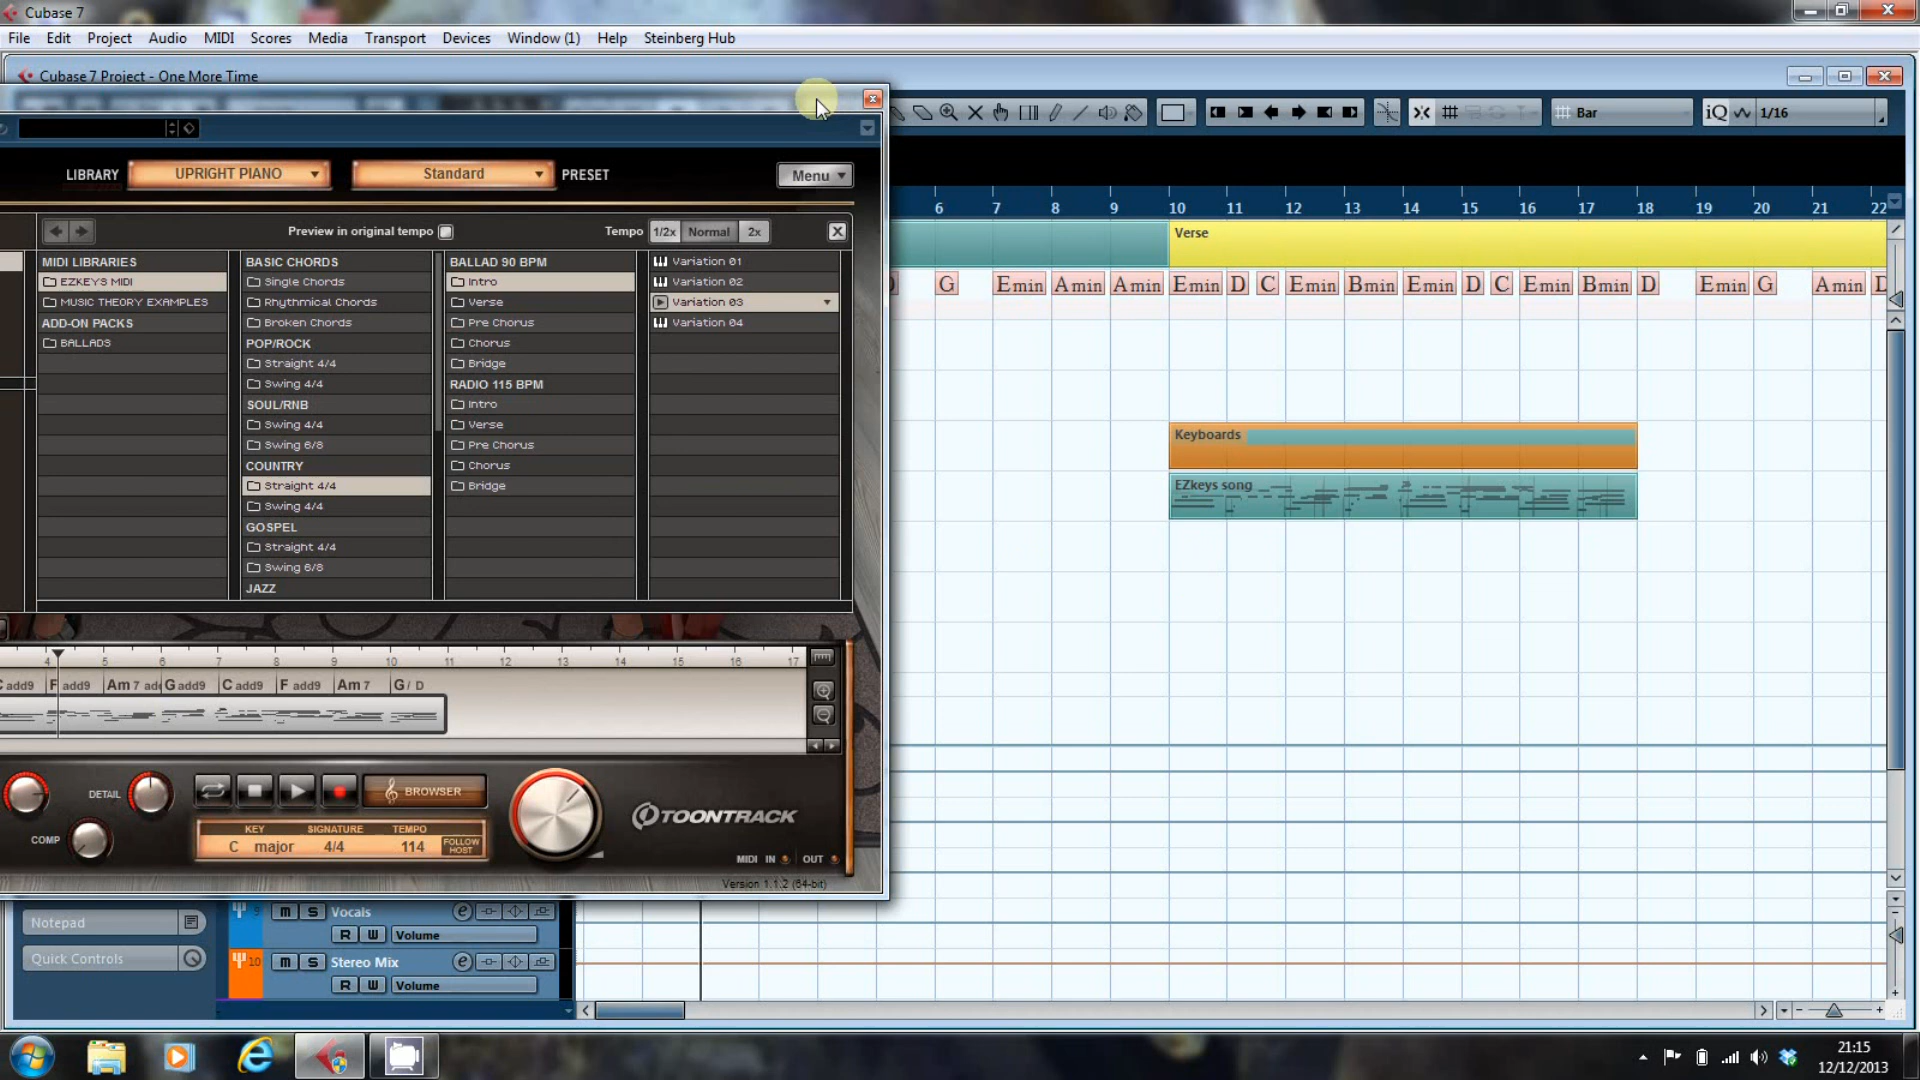 Cubase 7
File Edit Project Audio MIDI Scores Media Transport Devices Window (1) Help Steinberg Hub
Cubase 7 Project - One More Time
Bar
iQ 1/16
LIBRARY UPRIGHT PIANO Standard PRESET Menu
6 7 8 9 10 11 12 13 14 15 16 17 18 19 20 21 22
Preview in original tempo Tempo 1/2x Normal 2x
Verse
MIDI LIBRARIES BASIC CHORDS BALLAD 90 BPM Variation 01
EZKEYS MIDI Single Chords Intro Variation 02
G Emin Amin Amin Emin D C Emin Bmin Emin D C Emin Bmin D Emin G Amin D
MUSIC THEORY EXAMPLES Rhythmical Chords Verse Variation 03
ADD-ON PACKS Broken Chords Pre Chorus Variation 04
BALLADS POP/ROCK Chorus
Straight 4/4 Bridge
Swing 4/4 RADIO 115 BPM
SOUL/RNB Intro
Swing 4/4 Verse
Swing 6/8 Pre Chorus
COUNTRY Chorus
Straight 4/4 Bridge
Swing 4/4
GOSPEL
Straight 4/4
Swing 6/8
JAZZ
Keyboards
EZkeys song
4 5 6 7 8 9 10 11 12 13 14 15 16 17
C add9 F add9 Am 7 add G add9 C add9 F add9 Am 7 G / D
DETAIL BROWSER
TOONTRACK
COMP
KEY SIGNATURE TEMPO
C major 4/4 114 FOLLOW HOST
MIDI IN OUT
Version 1.1.2 (64-bit)
Notepad
Quick Controls
9 m S Vocals e
R W Volume
10 m S Stereo Mix e
R W Volume
21:15
12/12/2013